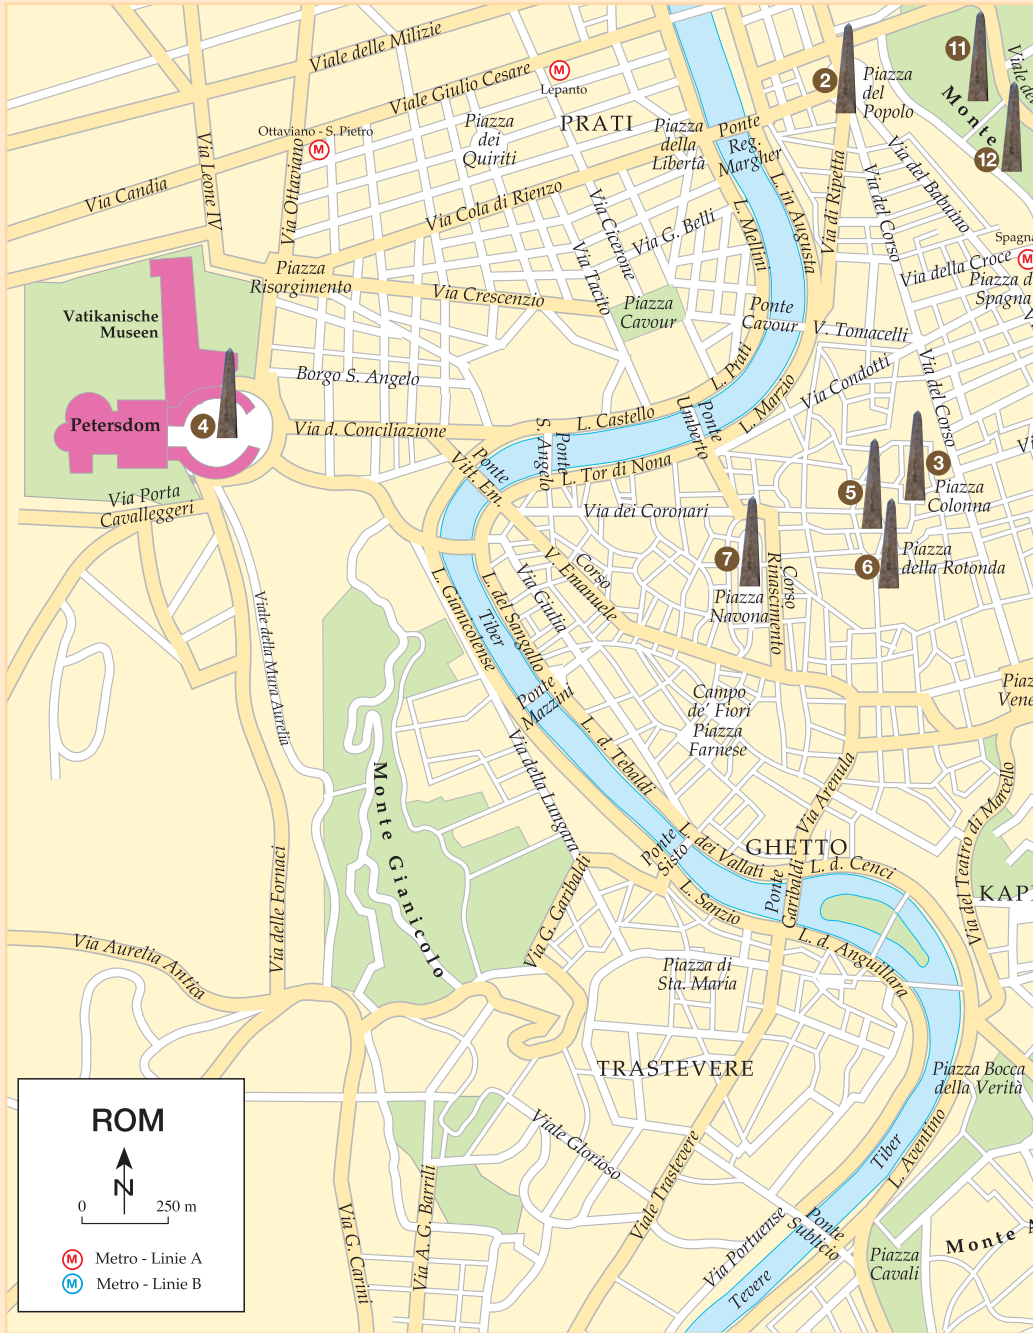 Viale delle Milizie
Viale Giulio Cesare
M
Lepanto
Ottaviano - S. Pietro
M
Piazza
dei
Quiriti
PRATI
Piazza
della
Libertà
Ponte
Reg.
Margher
2
Piazza
del
Popolo
11
Monte
12
Via Candia
Via Leone IV
Via Ottaviano
Via Cola di Rienzo
Via Cicerone
Via Tacito
Via G. Belli
L. Mellini
L. in Augusta
Via di Ripetta
Via del Corso
Via del Babuino
Spagna
M
Via della Croce
Piazza d
Spagna
Piazza
Risorgimento
Via Crescenzio
Piazza
Cavour
Ponte
Cavour
V. Tomacelli
Vatikanische
Museen
Borgo S. Angelo
L. Prati
L. Marzio
Via Condotti
Via del Corso
Petersdom
4
Via d. Conciliazione
L. Castello
Ponte
Umberto
Ponte
S. Angelo
L. Tor di Nona
Ponte
Vitt. Em.
3
Piazza
Colonna
5
6
Piazza
della Rotonda
7
Piazza
Navona
Via dei Coronari
Corso
Rinascimento
Via Porta
Cavalleggeri
Corso
V. Emanuele
Via Giulia
L. del Sangallo
Tiber
L. Gianicolense
Viale della Mura Aurelia
Ponte
Mazzini
Campo
de' Fiori
Piazza
Farnese
Piaz
Vene
L. d. Tebaldi
Via della Lungara
Monte Gianicolo
Via Arenula
Via del Teatro di Marcello
Ponte
Sisto
L. dei Vallati
GHETTO
L. d. Cenci
Ponte
Garibaldi
L. Sanzio
KAPI
Via delle Fornaci
Via G. Garibaldi
L. d. Anguillara
Via Aurelia Antica
Piazza di
Sta. Maria
TRASTEVERE
Piazza Bocca
della Verità
Viale Glorioso
Viale Trastevere
Tiber
L. Aventino
Via Portuense
Ponte
Sublicio
Tevere
Piazza
Cavali
Monte
Via A. G. Barrili
Via G. Carini
ROM
N
0 250 m
M Metro - Linie A
M Metro - Linie B